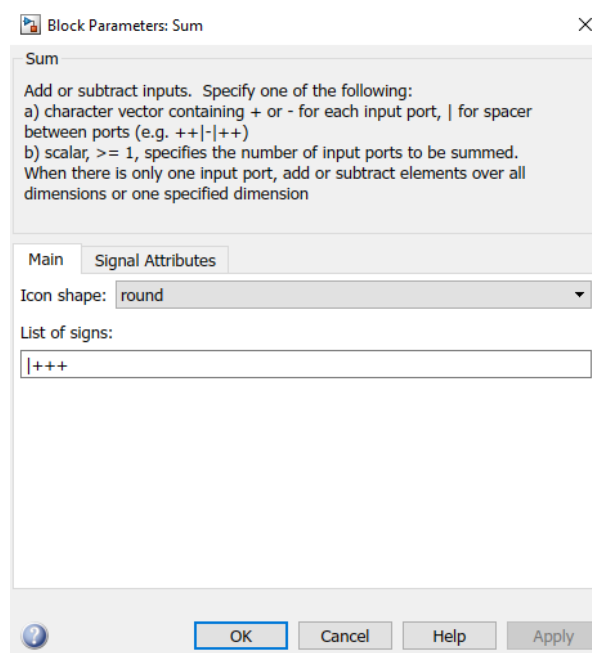 Block Parameters: Sum
Sum
Add or subtract inputs.  Specify one of the following:
a) character vector containing + or - for each input port, | for spacer
between ports (e.g. ++|-|++)
b) scalar, >= 1, specifies the number of input ports to be summed.
When there is only one input port, add or subtract elements over all
dimensions or one specified dimension
Main Signal Attributes
Icon shape: round
List of signs:
|+++
OK Cancel Help Apply